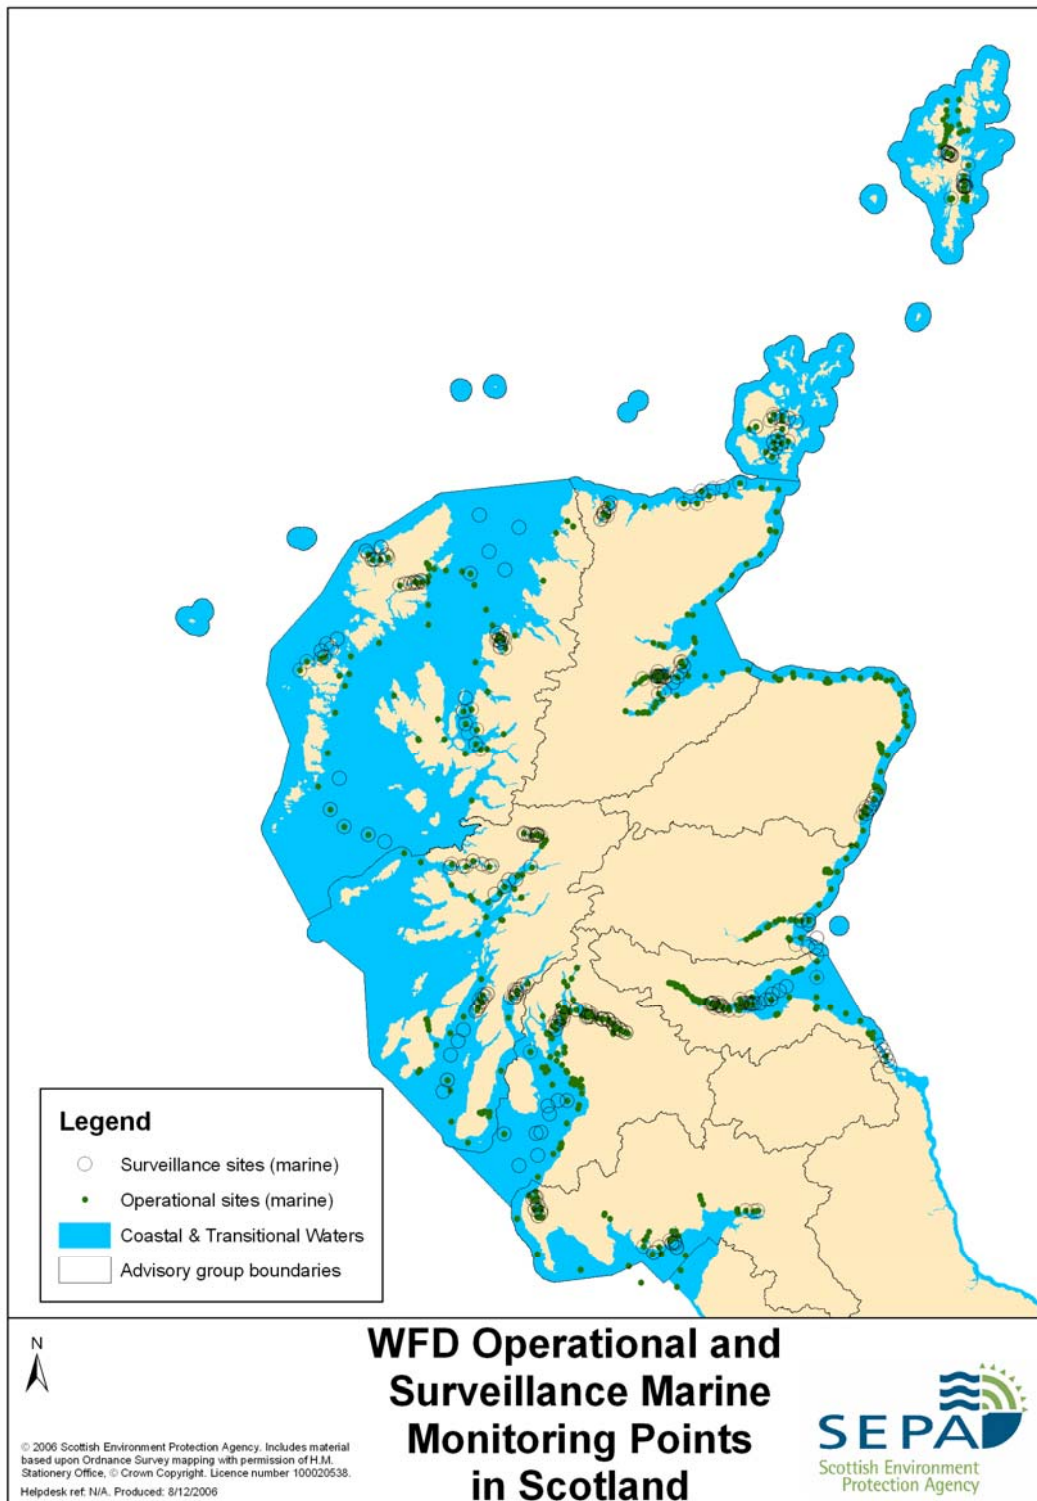 Legend
Surveillance sites (marine)
Operational sites (marine)
Coastal & Transitional Waters
Advisory group boundaries
N
© 2006 Scottish Environment Protection Agency. Includes material
based upon Ordnance Survey mapping with permission of H.M.
Stationery Office, © Crown Copyright. Licence number 100020538.
Helpdesk ref: N/A. Produced: 8/12/2006
WFD Operational and
Surveillance Marine
Monitoring Points
in Scotland
SEPA
Scottish Environment
Protection Agency